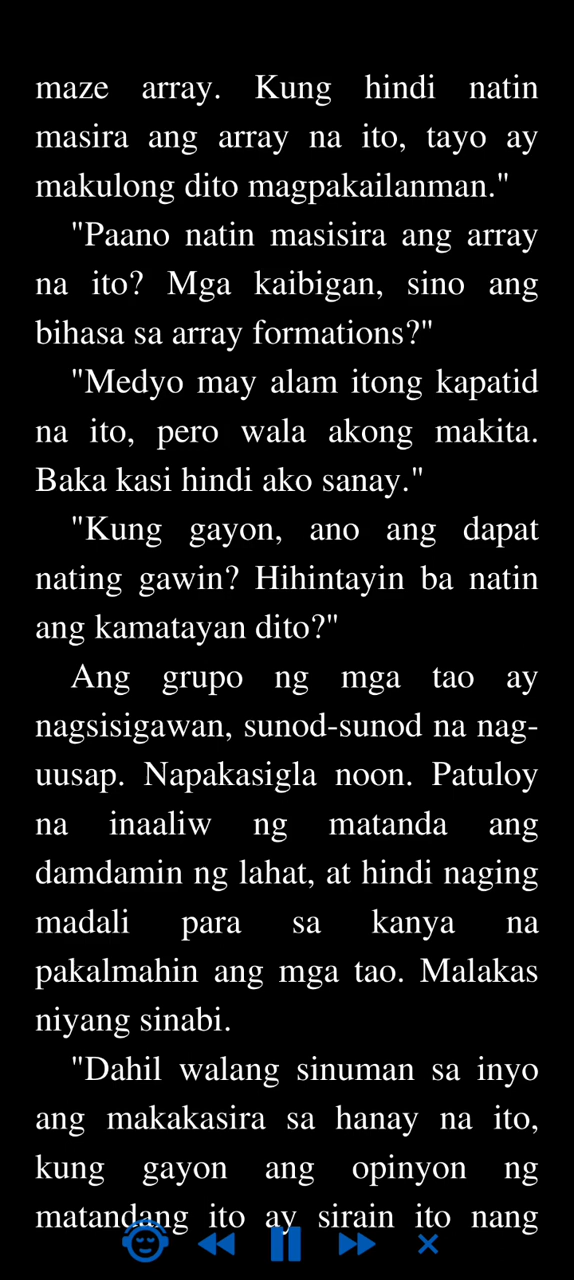 maze array. Kung hindi natin
masira ang array na ito, tayo ay
makulong dito magpakailanman."
"Paano natin masisira ang array
na ito? Mga kaibigan, sino ang
bihasa sa array formations?"
"Medyo may alam itong kapatid
na ito, pero wala akong makita.
Baka kasi hindi ako sanay."
"Kung gayon, ano ang dapat
nating gawin? Hihintayin ba natin
ang kamatayan dito?"
Ang grupo ng mga tao ay
nagsisigawan, sunod-sunod na nag-
uusap. Napakasigla noon. Patuloy
na inaaliw ng matanda ang
damdamin ng lahat, at hindi naging
madali para sa kanya na
pakalmahin ang mga tao. Malakas
niyang sinabi.
"Dahil walang sinuman sa inyo
ang makakasira sa hanay na ito,
kung gayon ang opinyon ng
matandang ito ay sirain ito nang